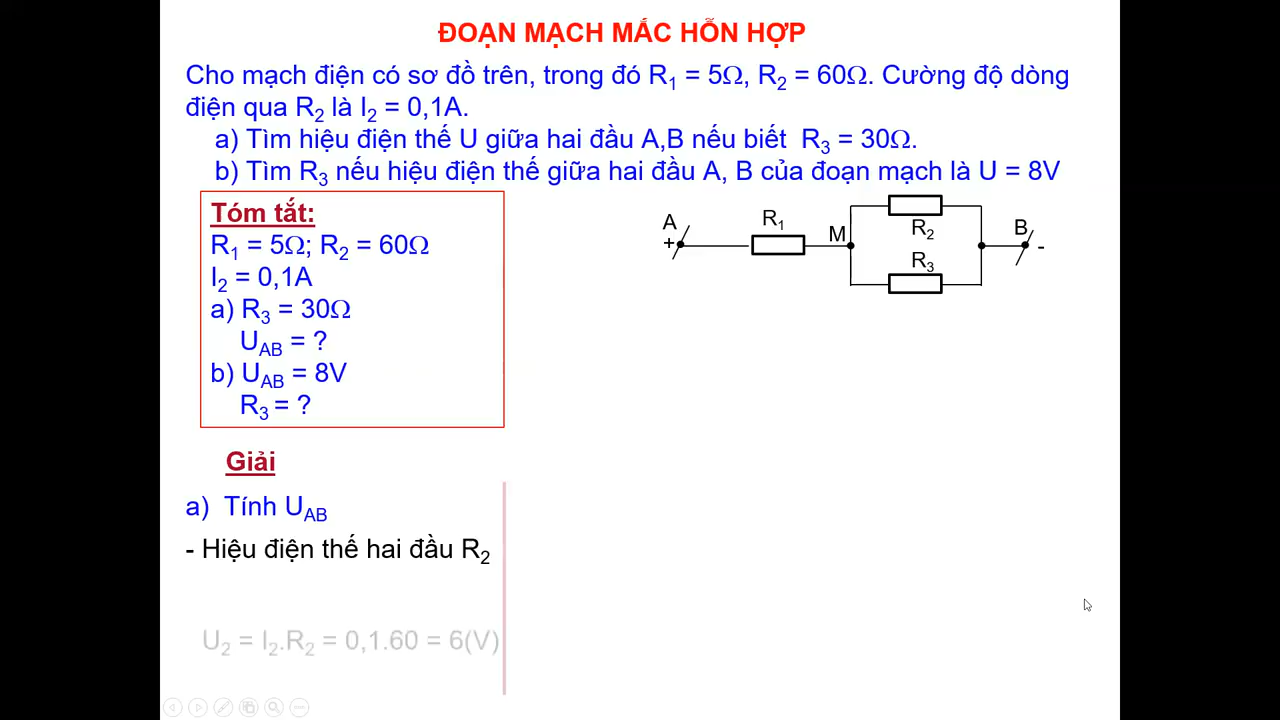 ĐOẠN MẠCH MẮC HỖN HỢP
Cho mạch điện có sơ đồ trên, trong đó R₁ = 5Ω, R₂ = 60Ω. Cường độ dòng
điện qua R₂ là I₂ = 0,1A.
a) Tìm hiệu điện thế U giữa hai đầu A,B nếu biết R₃ = 30Ω.
b) Tìm R₃ nếu hiệu điện thế giữa hai đầu A, B của đoạn mạch là U = 8V
Tóm tắt:
R₁ = 5Ω; R₂ = 60Ω
I₂ = 0,1A
a) R₃ = 30Ω
U_AB = ?
b) U_AB = 8V
R₃ = ?
A
+
R₁
M
R₂
R₃
B
-
Giải
a) Tính U_AB
- Hiệu điện thế hai đầu R₂
U₂ = I₂.R₂ = 0,1.60 = 6(V)